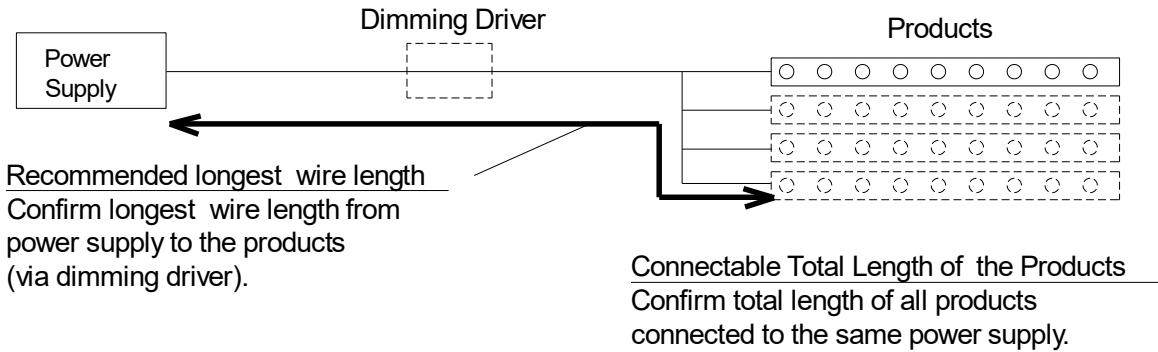 Dimming Driver
Products
Power
Supply
Recommended longest wire length
Confirm longest wire length from
power supply to the products
(via dimming driver).
Connectable Total Length of the Products
Confirm total length of all products
connected to the same power supply.